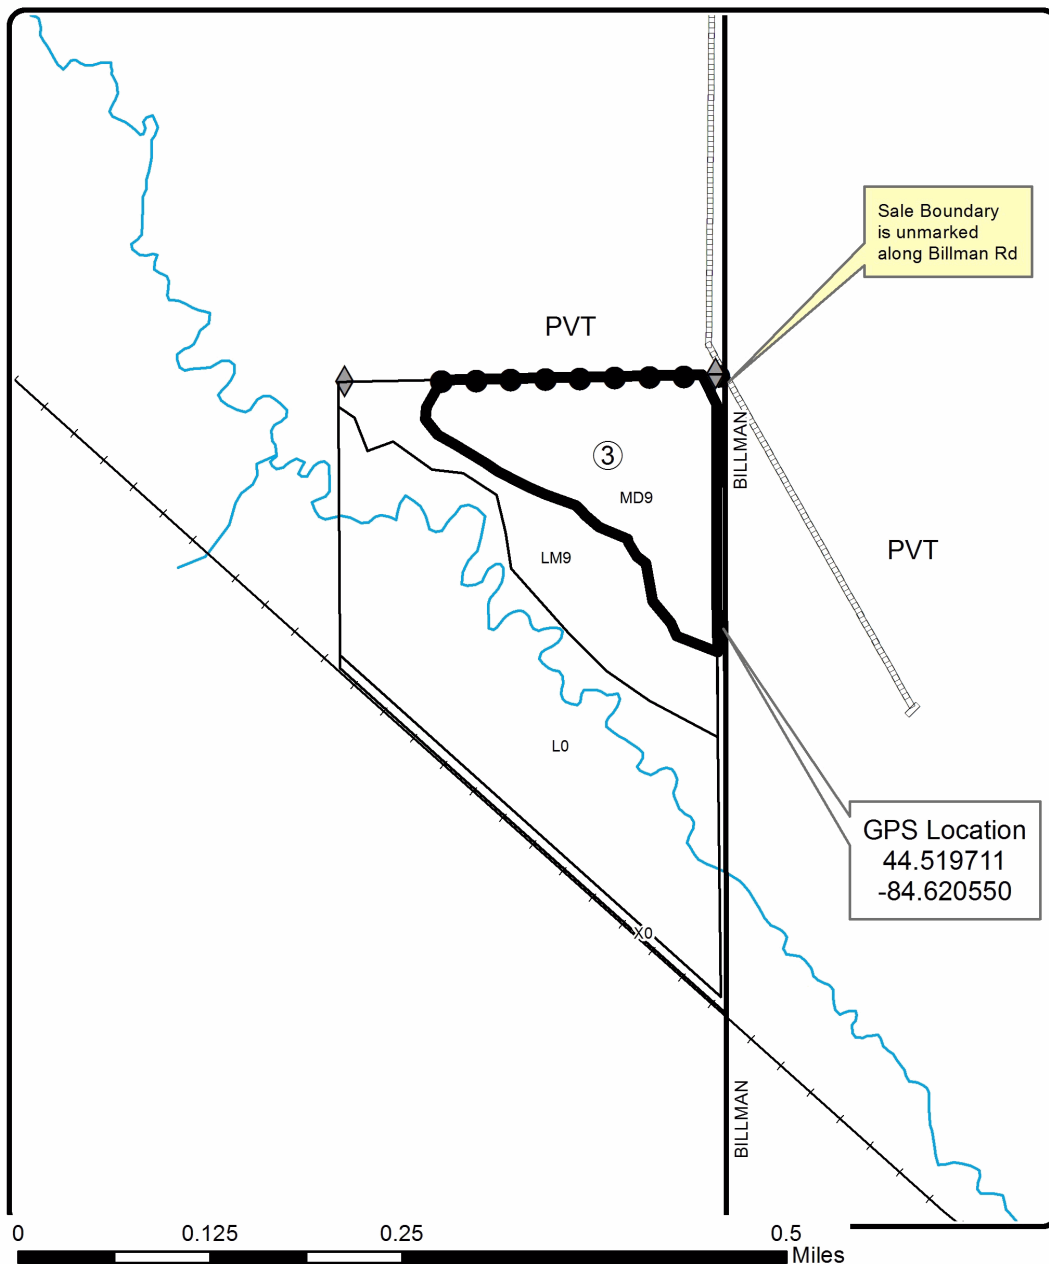 Sale Boundary
is unmarked
along Billman Rd
PVT
BILLMAN
3
MD9
PVT
LM9
L0
GPS Location
44.519711
-84.620550
X0
BILLMAN
0 0.125 0.25 0.5
Miles